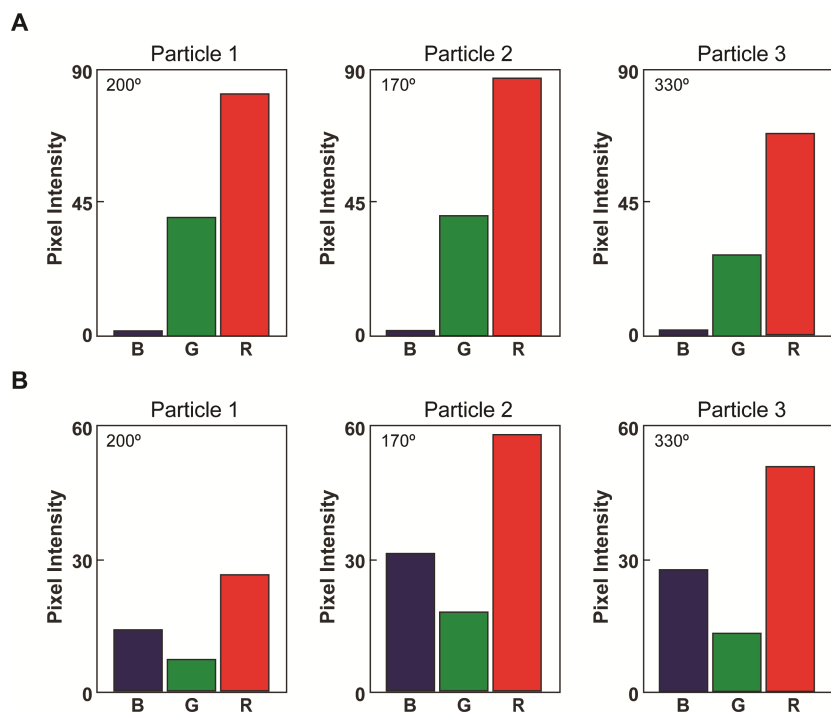 A
Particle 1 Particle 2 Particle 3
90 200º 90 170º 90 330º
Pixel Intensity Pixel Intensity Pixel Intensity
45 45 45
0 0 0
B G R B G R B G R
B
Particle 1 Particle 2 Particle 3
60 200º 60 170º 60 330º
Pixel Intensity Pixel Intensity Pixel Intensity
30 30 30
0 0 0
B G R B G R B G R